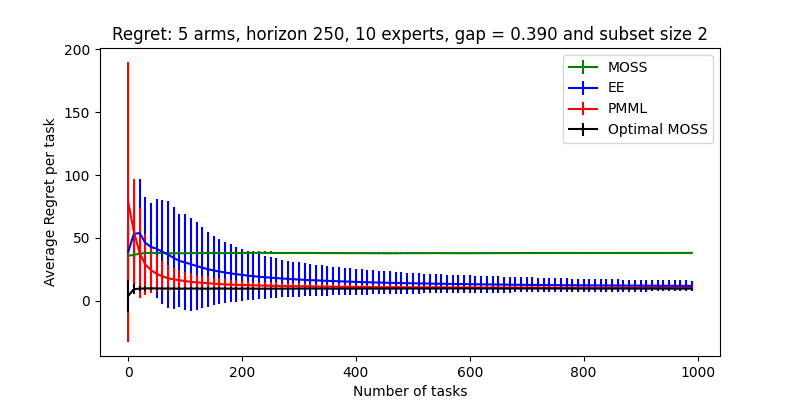 Regret: 5 arms, horizon 250, 10 experts, gap = 0.390 and subset size 2
200
150
100
50
0
Average Regret per task
MOSS
EE
PMML
Optimal MOSS
0 200 400 600 800 1000
Number of tasks